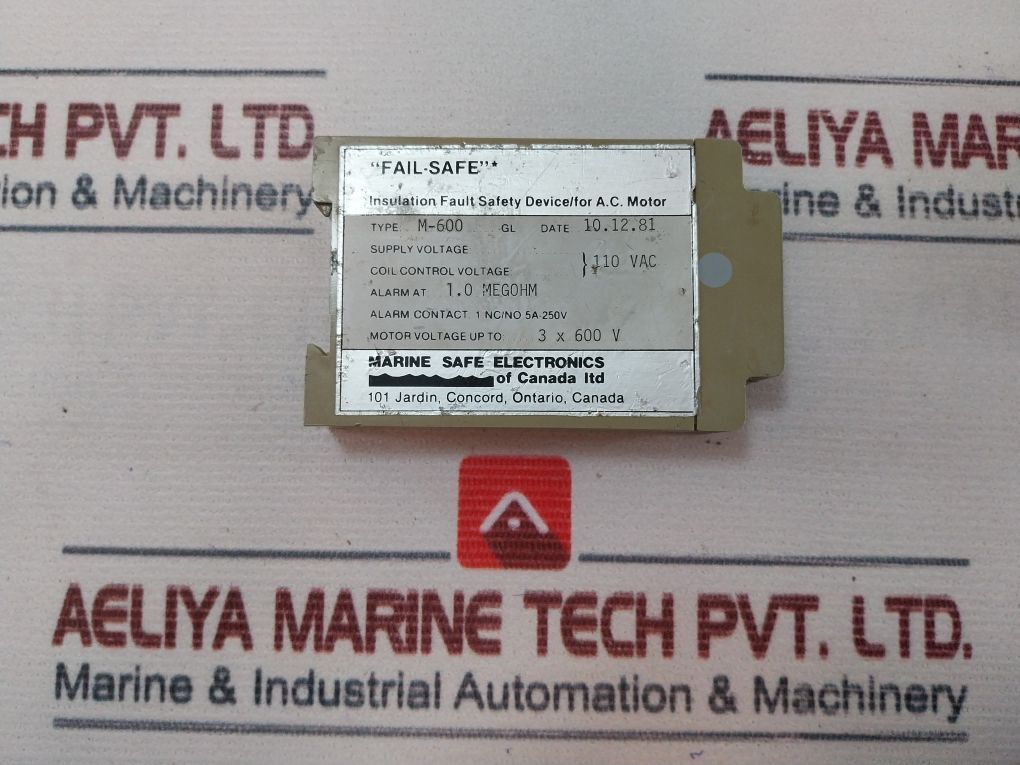 CH PVT. LTD
ion & Machinery
AELIYA MAR
ine & Indust
"FAIL-SAFE"*
Insulation Fault Safety Device/for A.C. Motor
TYPE: M-600 GL DATE 10.12.81
SUPPLY VOLTAGE
COIL CONTROL VOLTAGE } 110 VAC
ALARM AT 1.0 MEGOHM
ALARM CONTACT 1 NC/NO 5A-250V
MOTOR VOLTAGE UP TO 3 x 600 V
MARINE SAFE ELECTRONICS
of Canada ltd
101 Jardin, Concord, Ontario, Canada
AELIYA MARINE TECH PVT. LTD.
Marine & Industrial Automation & Machinery